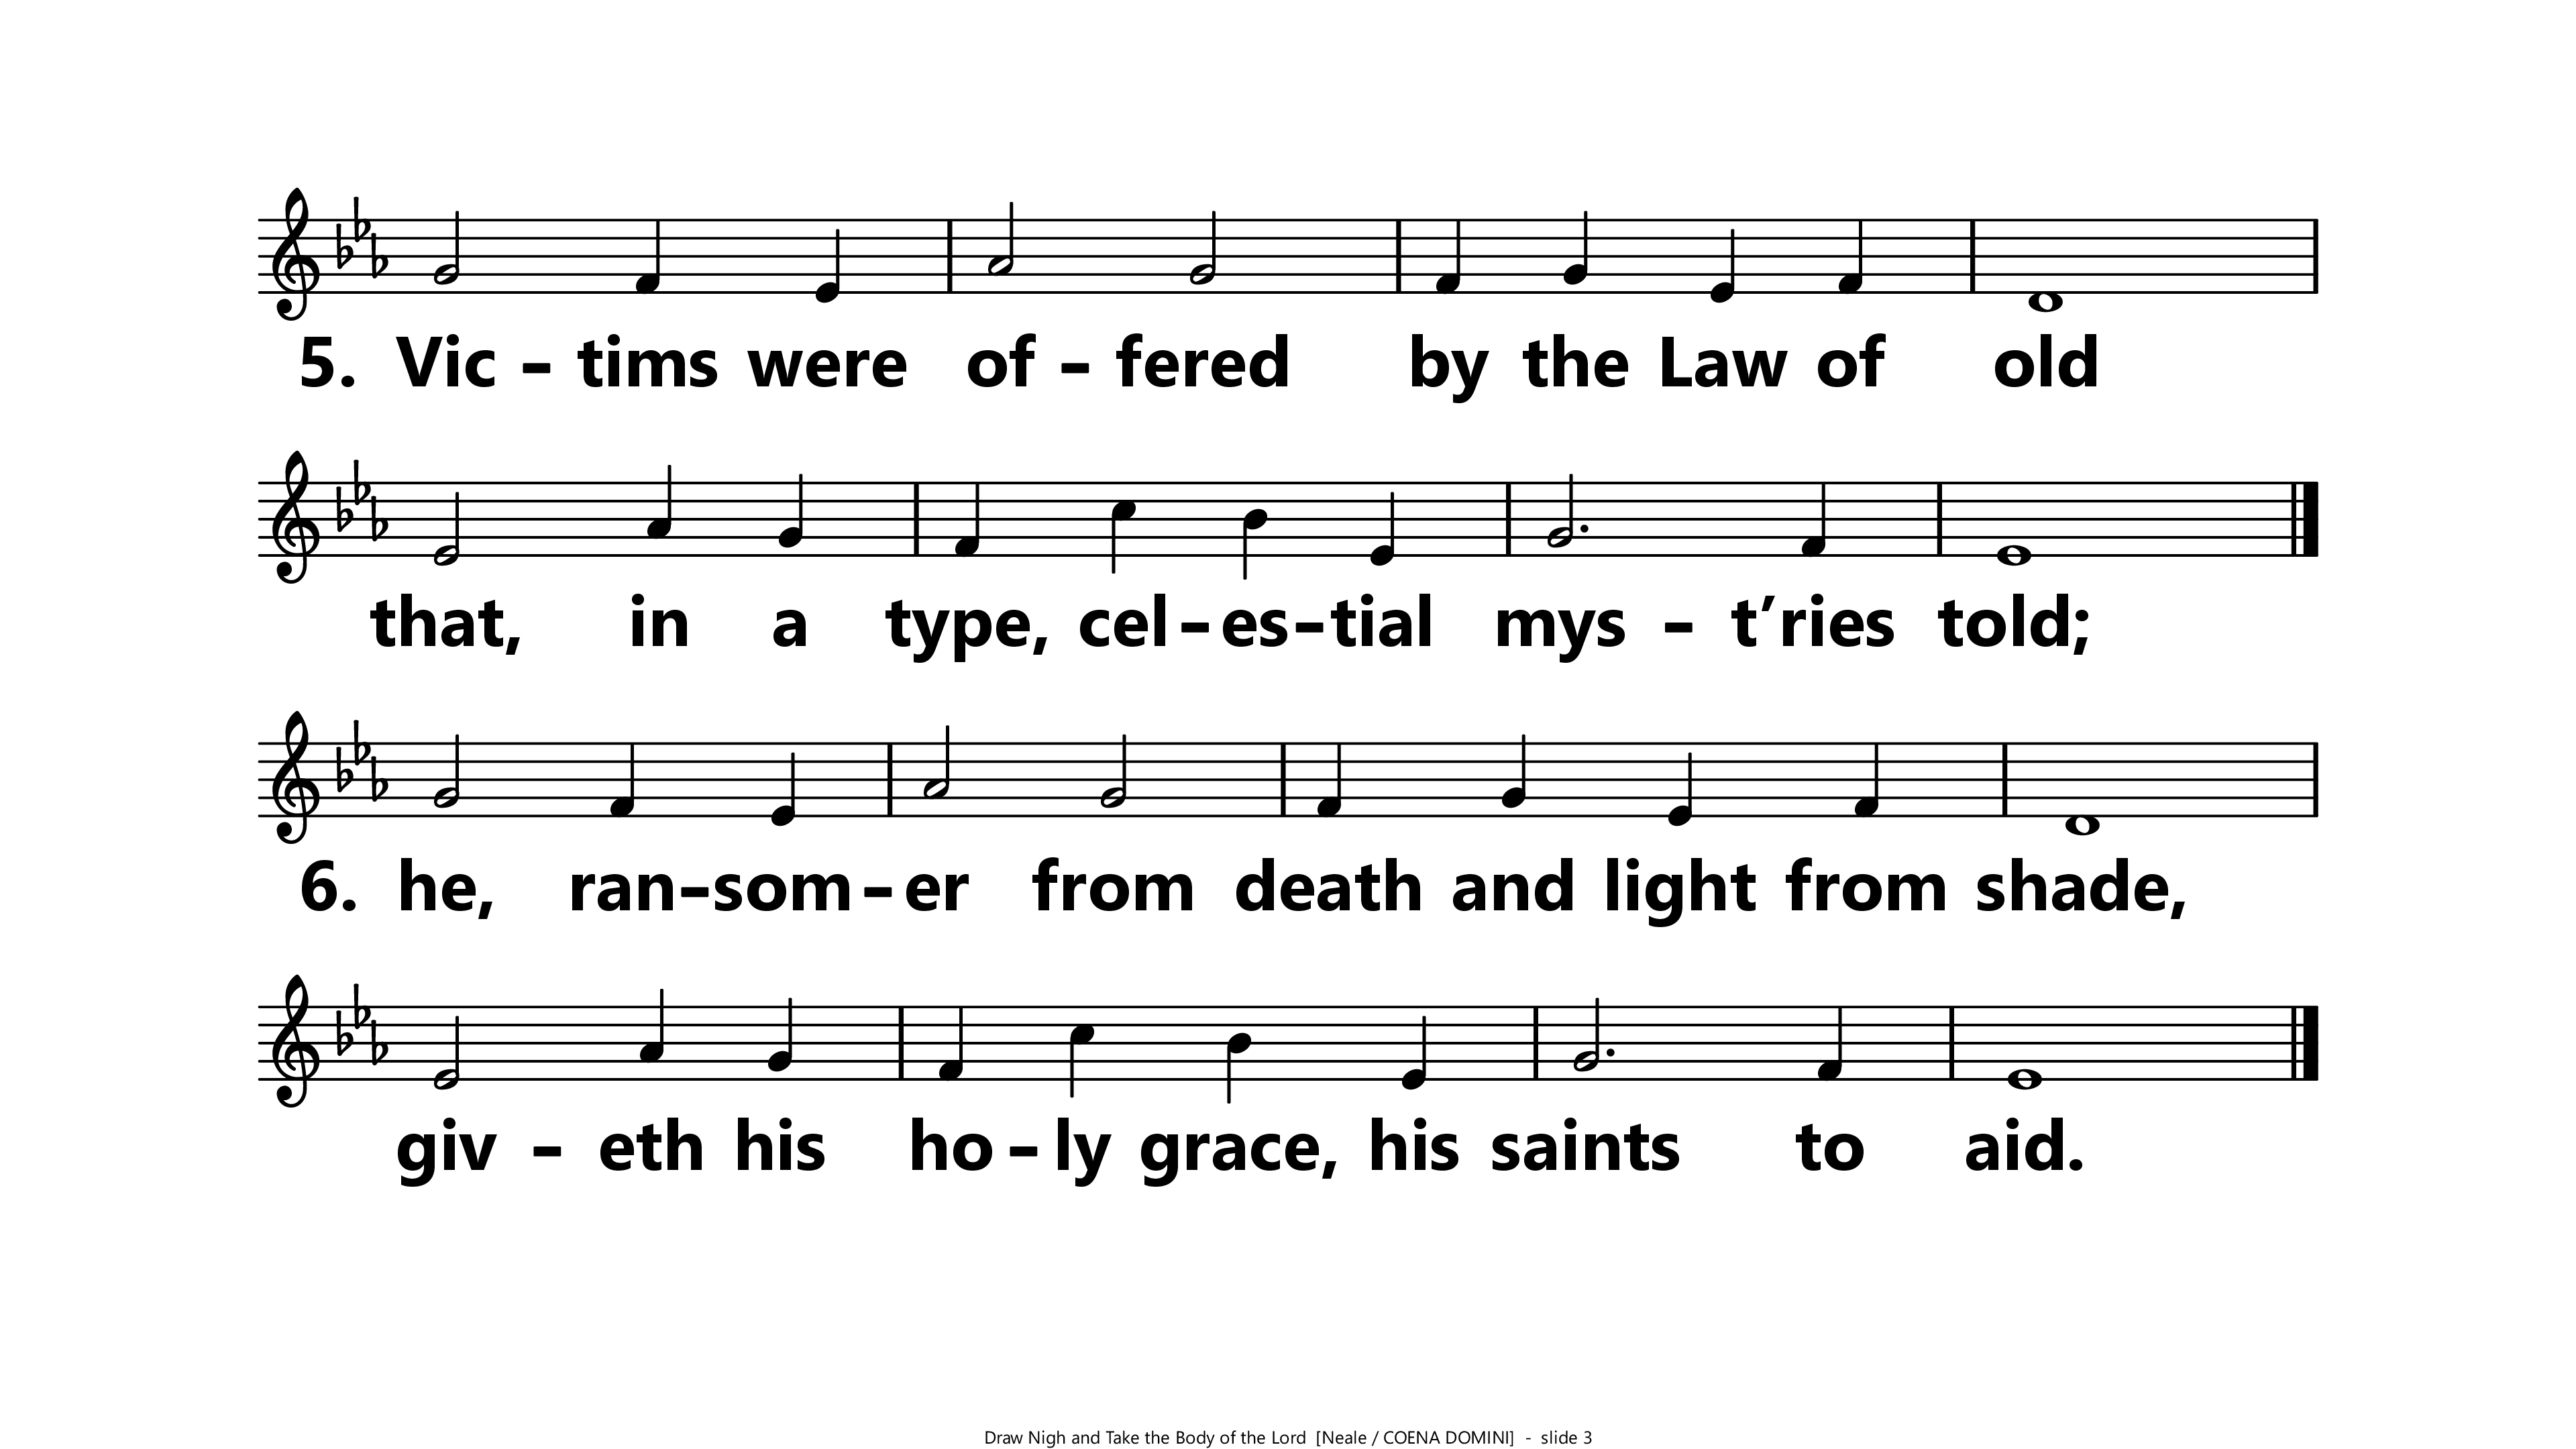 5. Vic – tims were of – fered by the Law of old
that, in a type, cel – es – tial mys – t’ries told;
6. he, ran – som – er from death and light from shade,
giv – eth his ho – ly grace, his saints to aid.
Draw Nigh and Take the Body of the Lord [Neale / COENA DOMINI] - slide 3